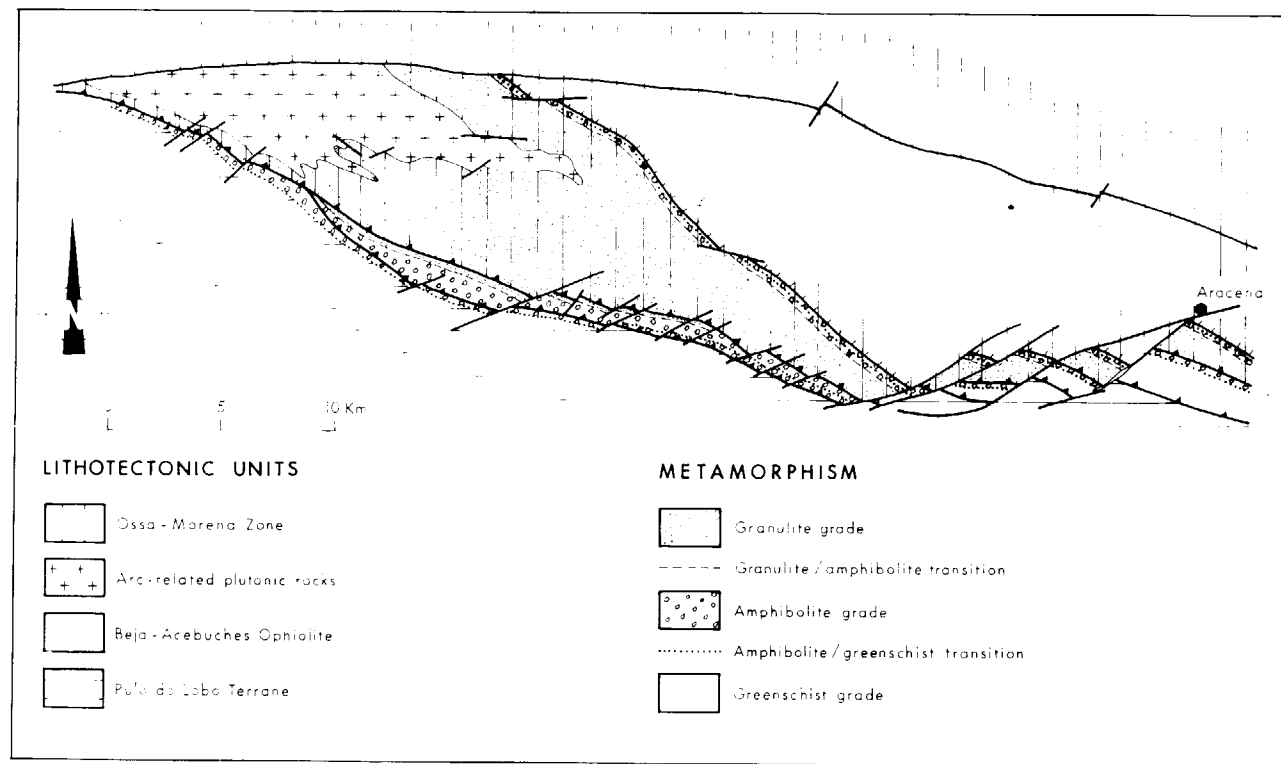 Aracena
5
10 Km
LITHOTECTONIC UNITS
Ossa - Morena Zone
Arc-related plutonic rocks
Beja - Acebuches Ophiolite
Pulo do Lobo Terrane
METAMORPHISM
Granulite grade
Granulite / amphibolite transition
Amphibolite grade
Amphibolite / greenschist transition
Greenschist grade